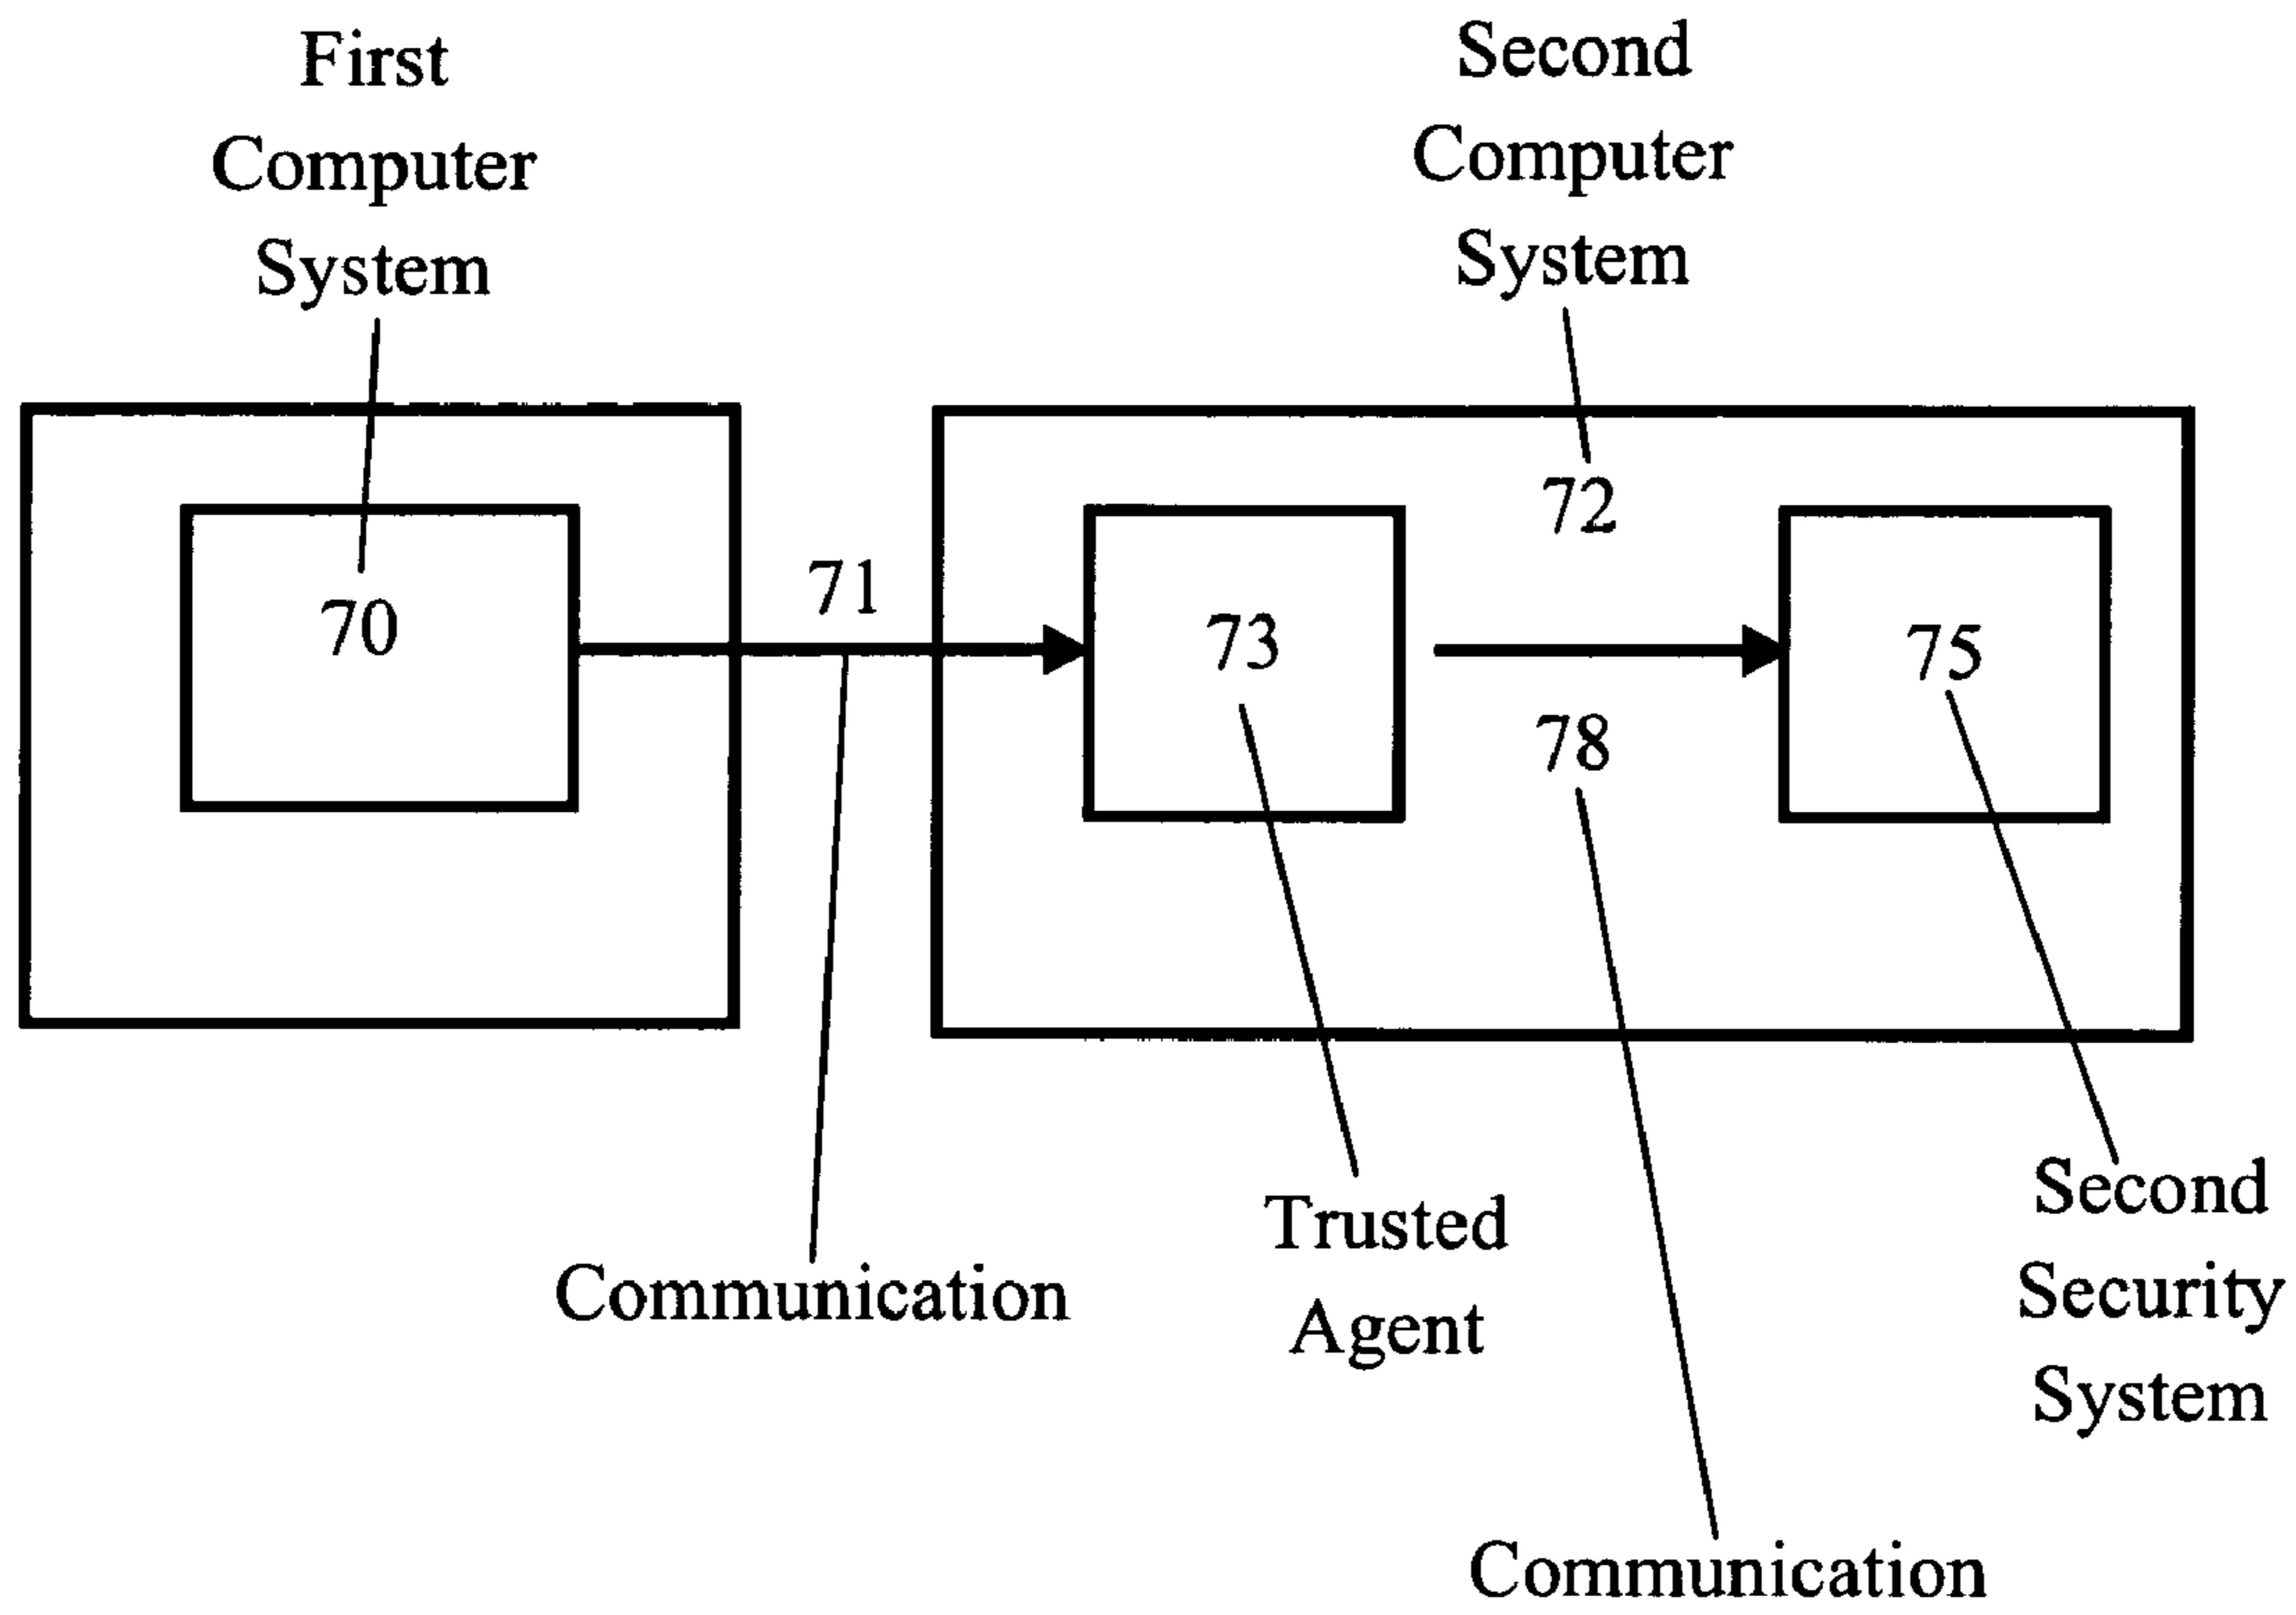 First
Computer
System
Second
Computer
System
72
71
70
73
75
78
Trusted
Agent
Communication
Second
Security
System
Communication